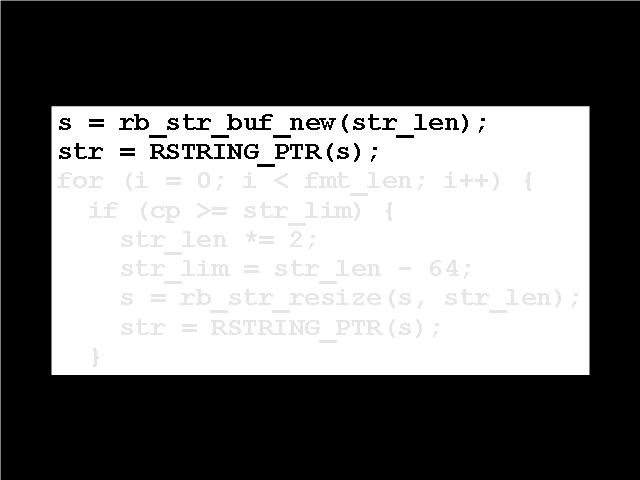 s = rb_str_buf_new(str_len);
str = RSTRING_PTR(s);
for (i = 0; i < fmt_len; i++) {
  if (cp >= str_lim) {
    str_len *= 2;
    str_lim = str_len - 64;
    s = rb_str_resize(s, str_len);
    str = RSTRING_PTR(s);
  }